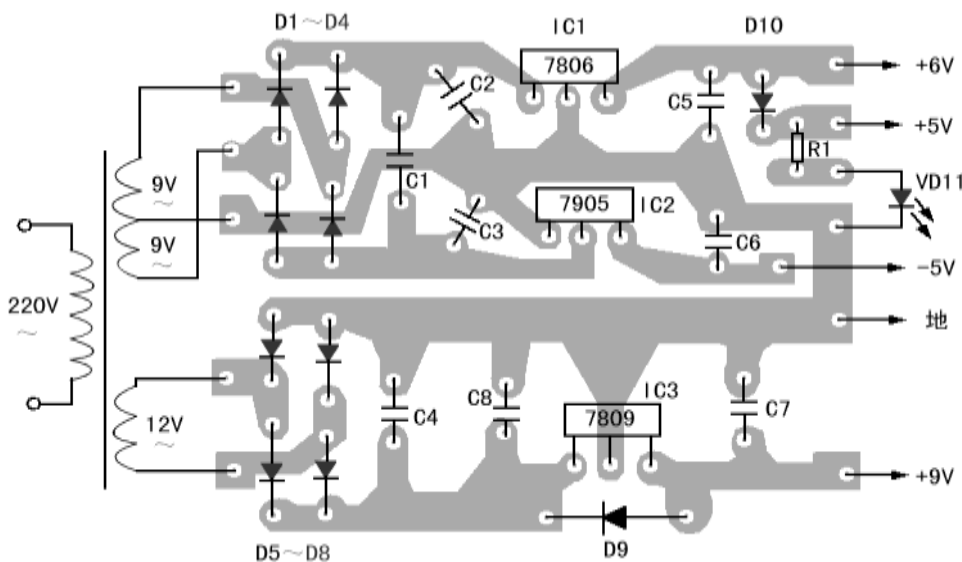 D1～D4
IC1
D10
7806
+6V
C2
C5
+5V
R1
9V
～
C1
VD11
7905
IC2
9V
～
C3
C6
-5V
220V
～
地
IC3
12V
～
C4
C8
7809
C7
+9V
D5～D8
D9